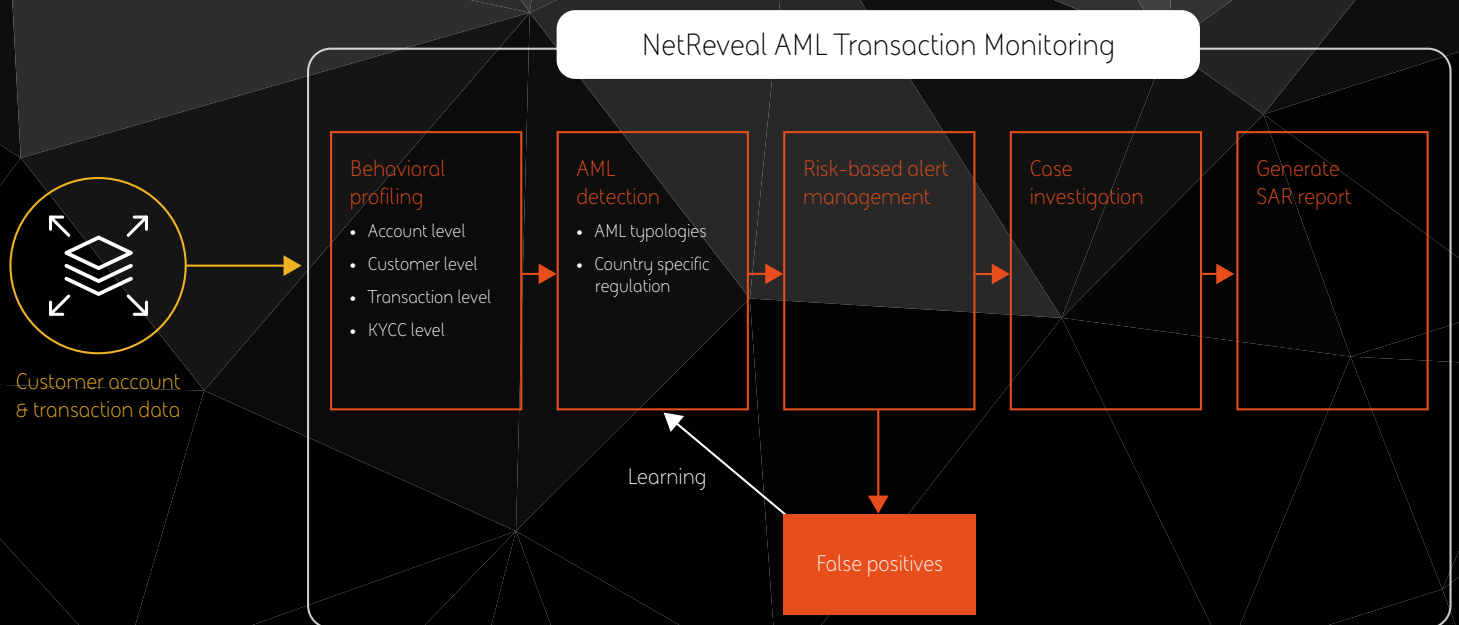 NetReveal AML Transaction Monitoring
Behavioral
profiling
• Account level
• Customer level
• Transaction level
• KYCC level
AML
detection
• AML typologies
• Country specific
regulation
Risk-based alert
management
Case
investigation
Generate
SAR report
Customer account
& transaction data
Learning
False positives